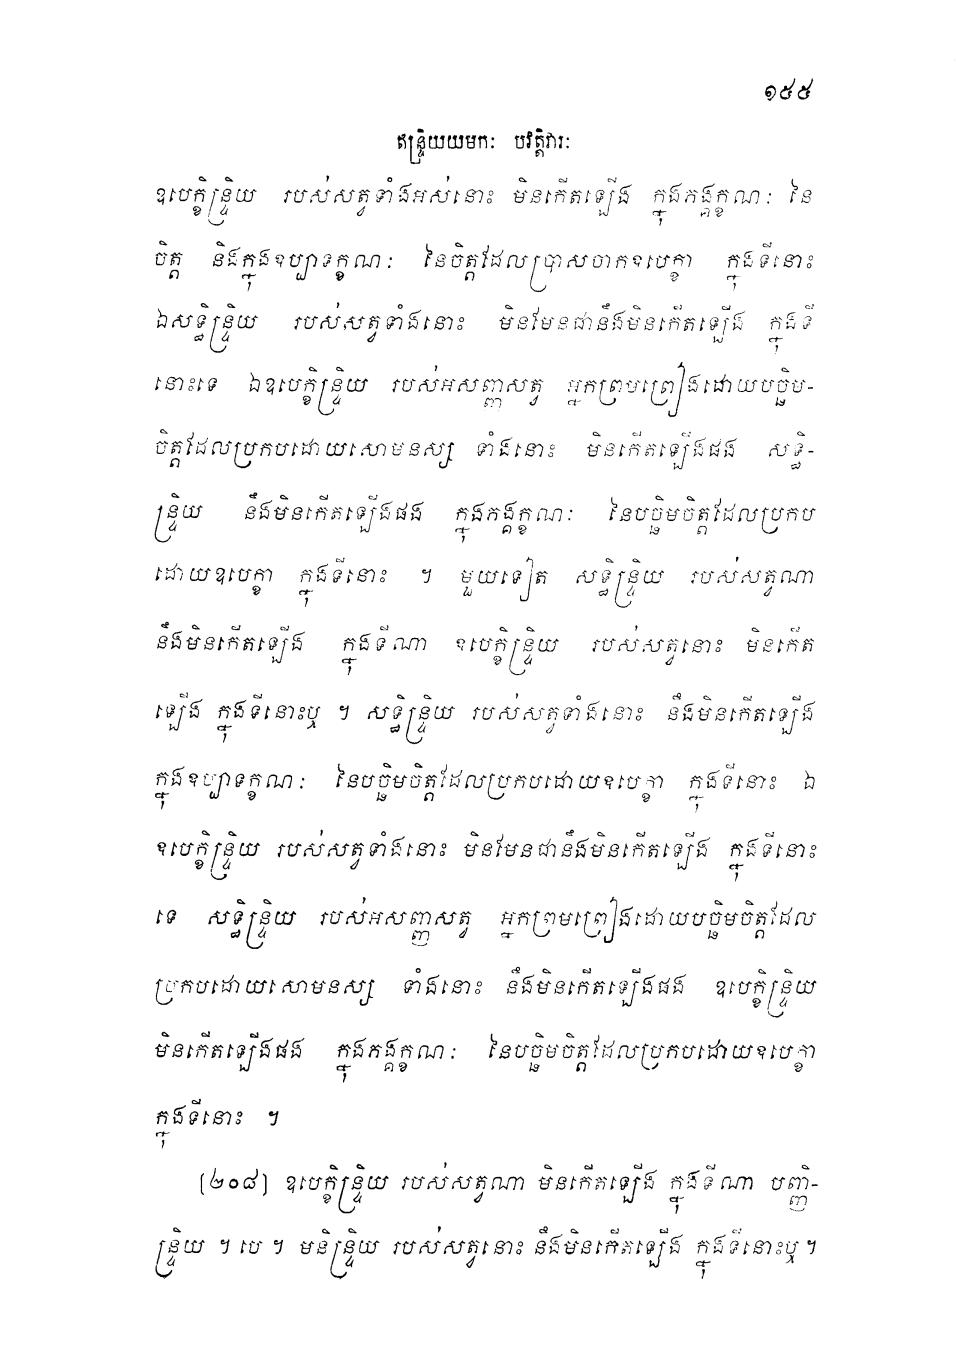 ១៥៥
ឥន្ទ្រិយយមកៈ បវត្តិវារៈ
ឧបេក្ខិន្ទ្រិយ របស់សត្វទាំងអស់នោះ មិនកើតឡើង ក្នុងភង្គក្ខណៈ នៃ
ចិត្ត និងក្នុងឧប្បាទក្ខណៈ នៃចិត្តដែលប្រាសចាកឧបេក្ខា ក្នុងទីនោះ
ឯសទ្ធិន្ទ្រិយ របស់សត្វទាំងនោះ មិនមែនជានឹងមិនកើតឡើង ក្នុងទី
នោះទេ ឯឧបេក្ខិន្ទ្រិយ របស់អសញ្ញសត្វ អ្នកព្រមព្រៀងដោយបច្ឆិម-
ចិត្តដែលប្រកបដោយសោមនស្ស ទាំងនោះ មិនកើតឡើងផង សទ្ធិ-
ន្ទ្រិយ នឹងមិនកើតឡើងផង ក្នុងភង្គក្ខណៈ នៃបច្ឆិមចិត្តដែលប្រកប
ដោយឧបេក្ខា ក្នុងទីនោះ ។ មួយទៀត សទ្ធិន្ទ្រិយ របស់សត្វណា
នឹងមិនកើតឡើង ក្នុងទីណា ឧបេក្ខិន្ទ្រិយ របស់សត្វនោះ មិនកើត
ឡើង ក្នុងទីនោះឬ ។ សទ្ធិន្ទ្រិយ របស់សត្វទាំងនោះ នឹងមិនកើតឡើង
ក្នុងឧប្បាទក្ខណៈ នៃបច្ឆិមចិត្តដែលប្រកបដោយឧបេក្ខា ក្នុងទីនោះ ឯ
ឧបេក្ខិន្ទ្រិយ របស់សត្វទាំងនោះ មិនមែនជានឹងមិនកើតឡើង ក្នុងទីនោះ
ទេ សទ្ធិន្ទ្រិយ របស់អសញ្ញសត្វ អ្នកព្រមព្រៀងដោយបច្ឆិមចិត្តដែល
ប្រកបដោយសោមនស្ស ទាំងនោះ នឹងមិនកើតឡើងផង ឧបេក្ខិន្ទ្រិយ
មិនកើតឡើងផង ក្នុងភង្គក្ខណៈ នៃបច្ឆិមចិត្តដែលប្រកបដោយឧបេក្ខា
ក្នុងទីនោះ ។
(២០៨) ឧបេក្ខិន្ទ្រិយ របស់សត្វណា មិនកើតឡើង ក្នុងទីណា បញ្ញិ-
ន្ទ្រិយ ។ បេ ។ មនិន្ទ្រិយ របស់សត្វនោះ នឹងមិនកើតឡើង ក្នុងទីនោះឬ ។